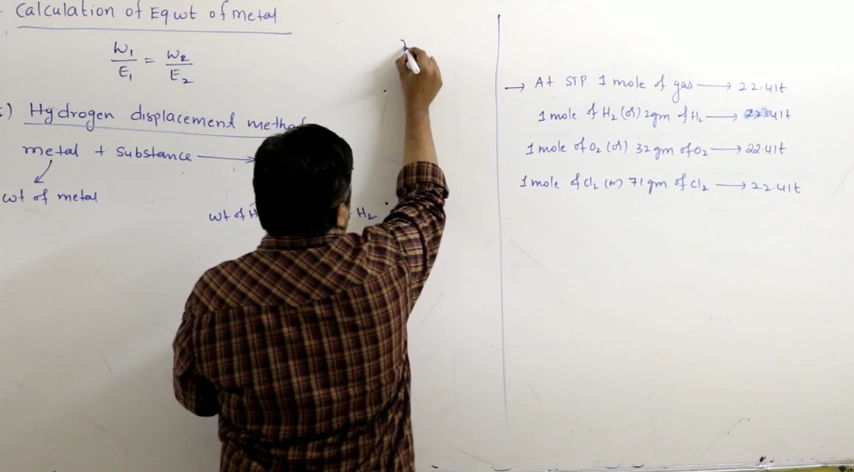 Calculation of Eqwt of metal
W₁/E₁ = W₂/E₂
) Hydrogen displacement metho
metal + Substance ⟶
wt of metal
wt of H
H₂
→ At STP 1 mole of gas ⟶ 22.4lt
1 mole of H₂ (or) 2gm of H₂ ⟶ 22.4lt
1 mole of O₂ (or) 32gm of O₂ ⟶ 22.4lt
1 mole of Cl₂ (or) 71gm of Cl₂ ⟶ 22.4lt